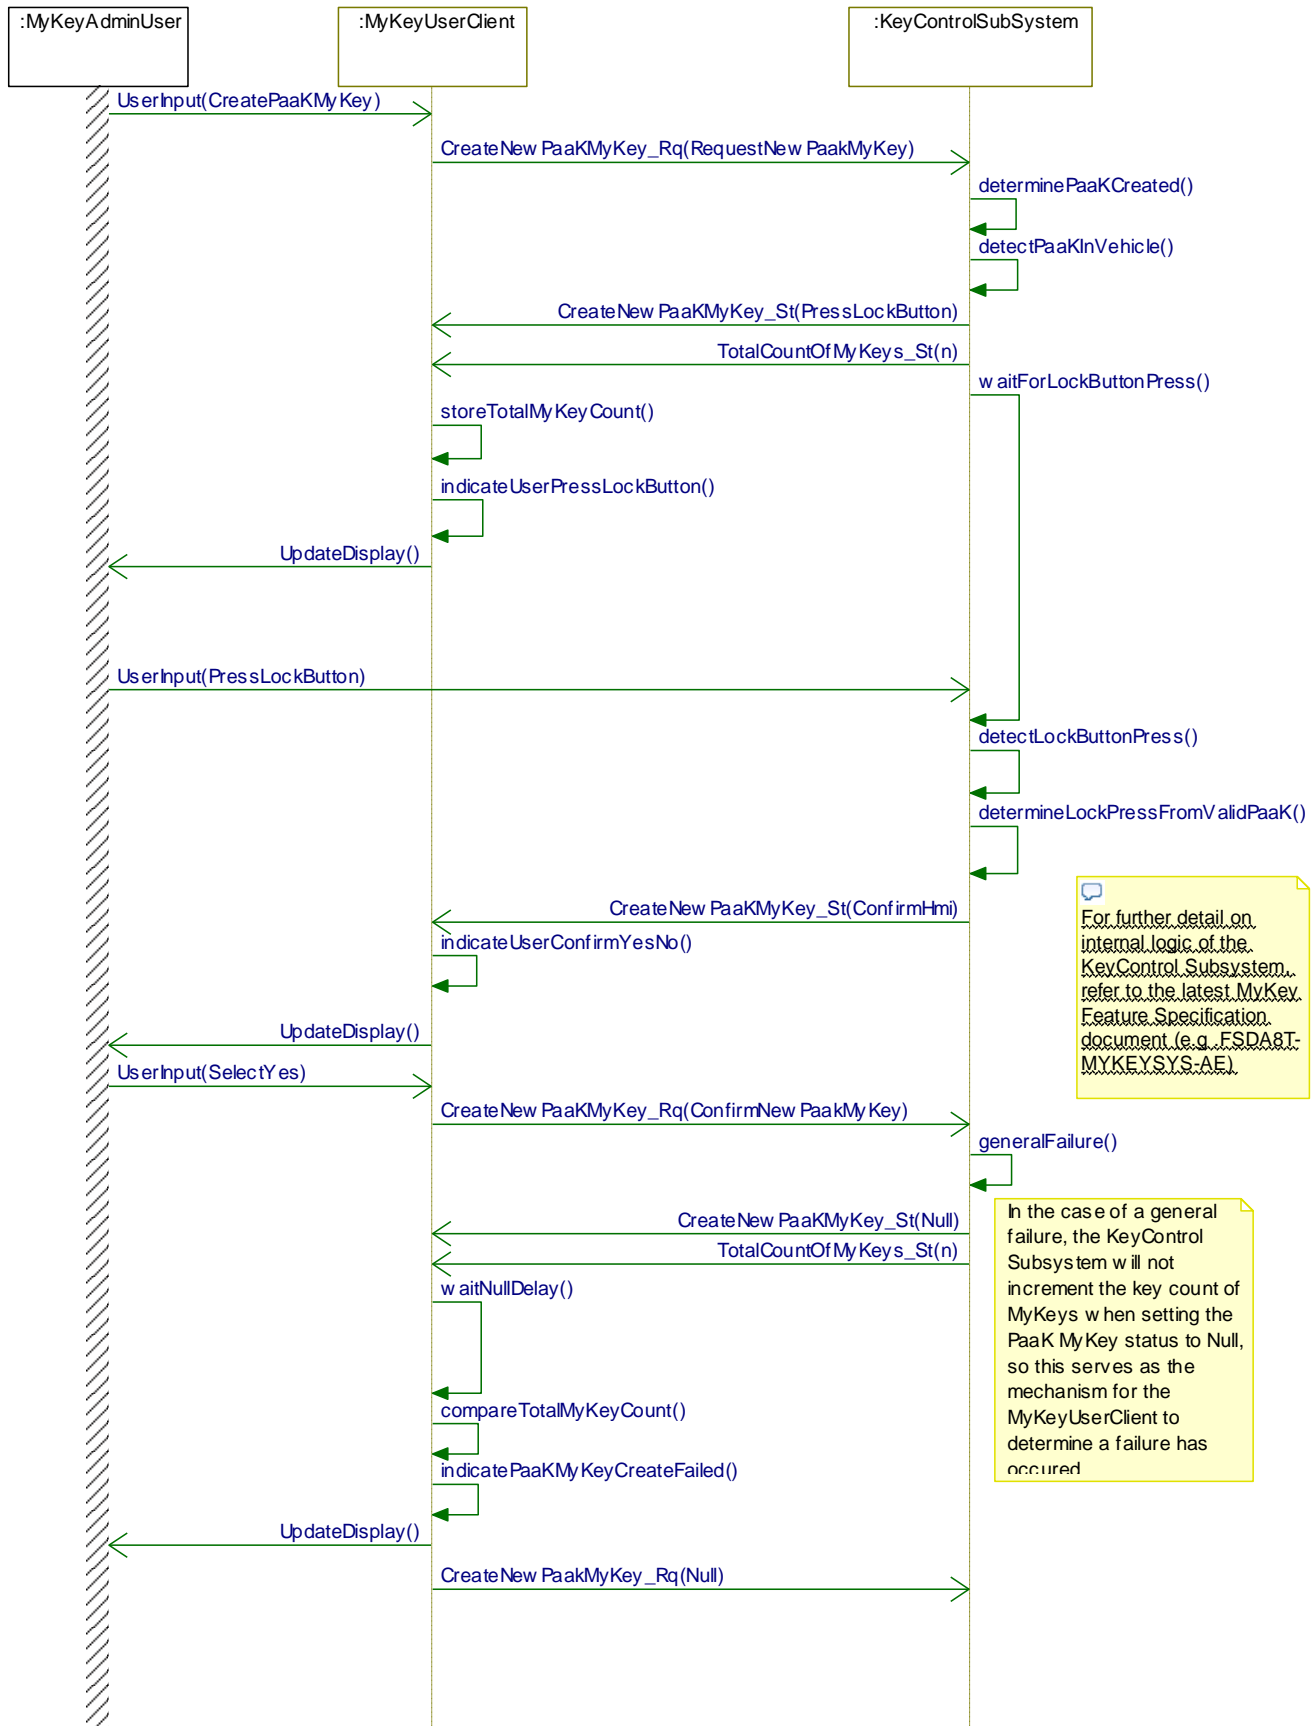 :MyKeyAdminUser
:MyKeyUserClient
:KeyControlSubSystem
UserInput(CreatePaaKMyKey)
CreateNewPaaKMyKey_Rq(RequestNewPaakMyKey)
determinePaaKCreated()
detectPaaKInVehicle()
CreateNewPaaKMyKey_St(PressLockButton)
TotalCountOfMyKeys_St(n)
waitForLockButtonPress()
storeTotalMyKeyCount()
indicateUserPressLockButton()
UpdateDisplay()
UserInput(PressLockButton)
detectLockButtonPress()
determineLockPressFromValidPaaK()
CreateNewPaaKMyKey_St(ConfirmHmi)
indicateUserConfirmYesNo()
For further detail on
internal logic of the
KeyControl Subsystem,
refer to the latest MyKey
Feature Specification
document (e.g. FSDA8T-
MYKEYSYS-AE)
UpdateDisplay()
UserInput(SelectYes)
CreateNewPaaKMyKey_Rq(ConfirmNewPaakMyKey)
generalFailure()
CreateNewPaaKMyKey_St(Null)
TotalCountOfMyKeys_St(n)
In the case of a general
failure, the KeyControl
Subsystem will not
increment the key count of
MyKeys when setting the
PaaK MyKey status to Null,
so this serves as the
mechanism for the
MyKeyUserClient to
determine a failure has
occured
waitNullDelay()
compareTotalMyKeyCount()
indicatePaaKMyKeyCreateFailed()
UpdateDisplay()
CreateNewPaakMyKey_Rq(Null)